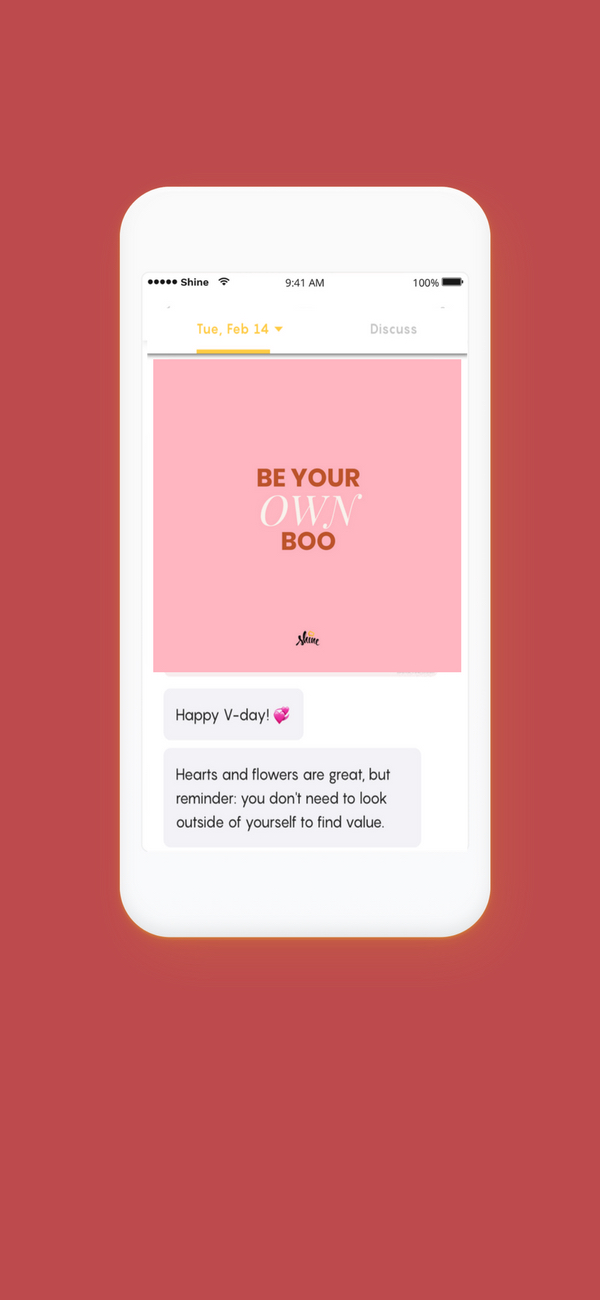 Shine 9:41 AM 100%
Tue, Feb 14 Discuss
BE YOUR
OWN
BOO
Shine
Happy V-day! 💞
Hearts and flowers are great, but
reminder: you don't need to look
outside of yourself to find value.